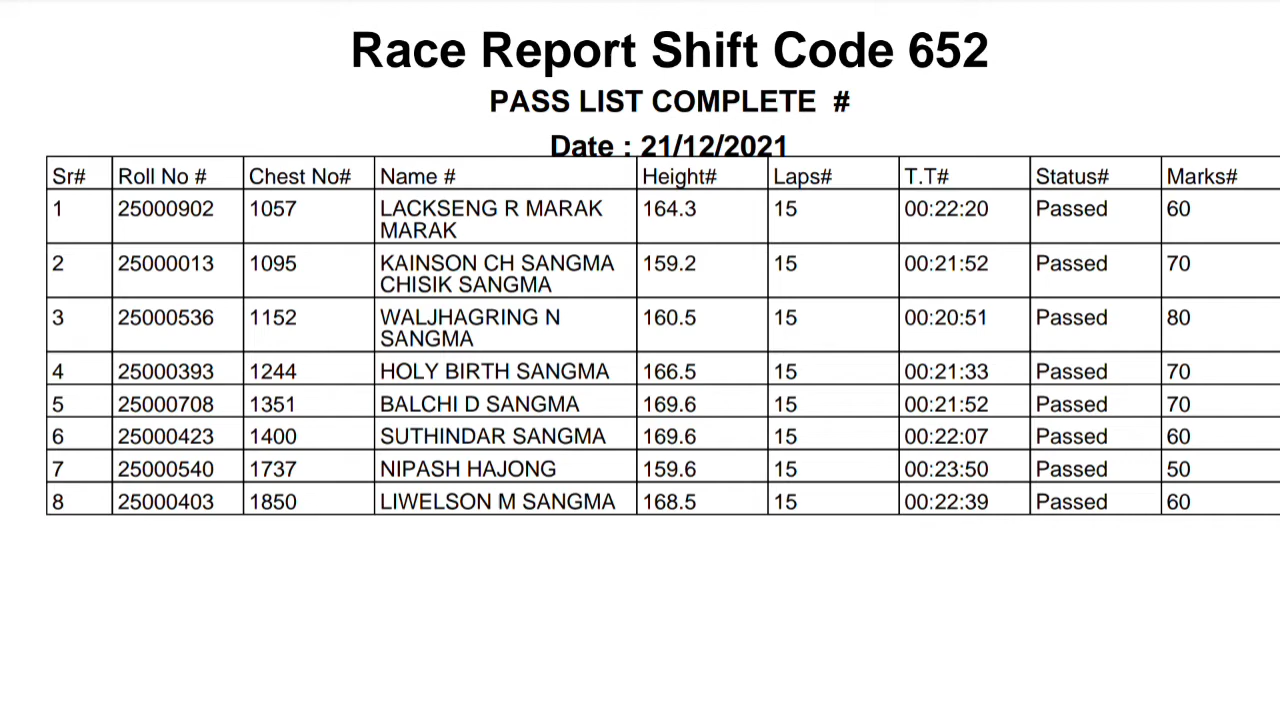 Race Report Shift Code 652
PASS LIST COMPLETE #
Date : 21/12/2021
Sr# Roll No # Chest No# Name # Height# Laps# T.T# Status# Marks#
1 25000902 1057 LACKSENG R MARAK 164.3 15 00:22:20 Passed 60
MARAK
2 25000013 1095 KAINSON CH SANGMA 159.2 15 00:21:52 Passed 70
CHISIK SANGMA
3 25000536 1152 WALJHAGRING N 160.5 15 00:20:51 Passed 80
SANGMA
4 25000393 1244 HOLY BIRTH SANGMA 166.5 15 00:21:33 Passed 70
5 25000708 1351 BALCHI D SANGMA 169.6 15 00:21:52 Passed 70
6 25000423 1400 SUTHINDAR SANGMA 169.6 15 00:22:07 Passed 60
7 25000540 1737 NIPASH HAJONG 159.6 15 00:23:50 Passed 50
8 25000403 1850 LIWELSON M SANGMA 168.5 15 00:22:39 Passed 60